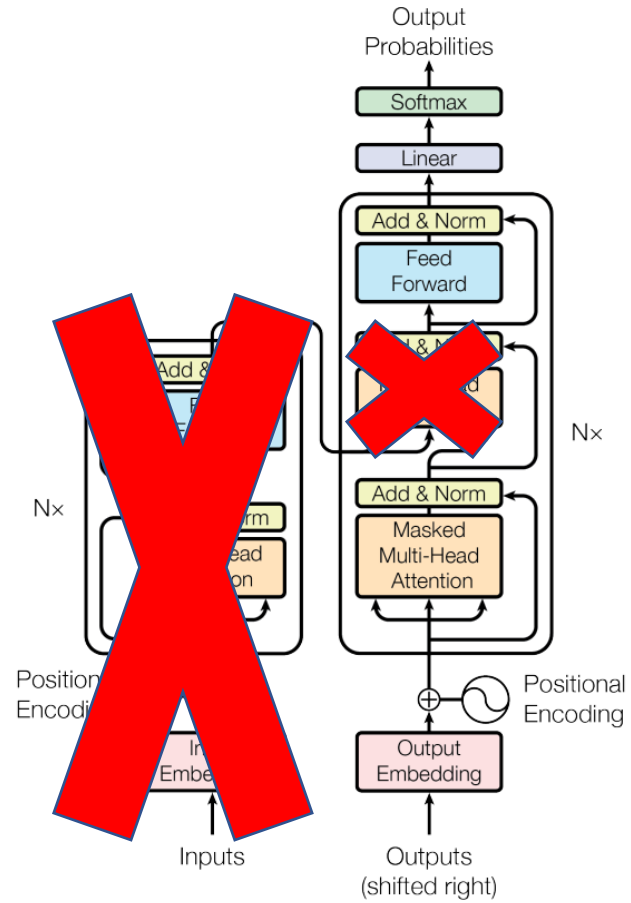 Output
Probabilities
Softmax
Linear
Add & Norm
Feed
Forward
Add & Norm
Masked
Multi-Head
Attention
Nx
Positional
Encoding
Output
Embedding
Outputs
(shifted right)
Add &
Nx
Inputs